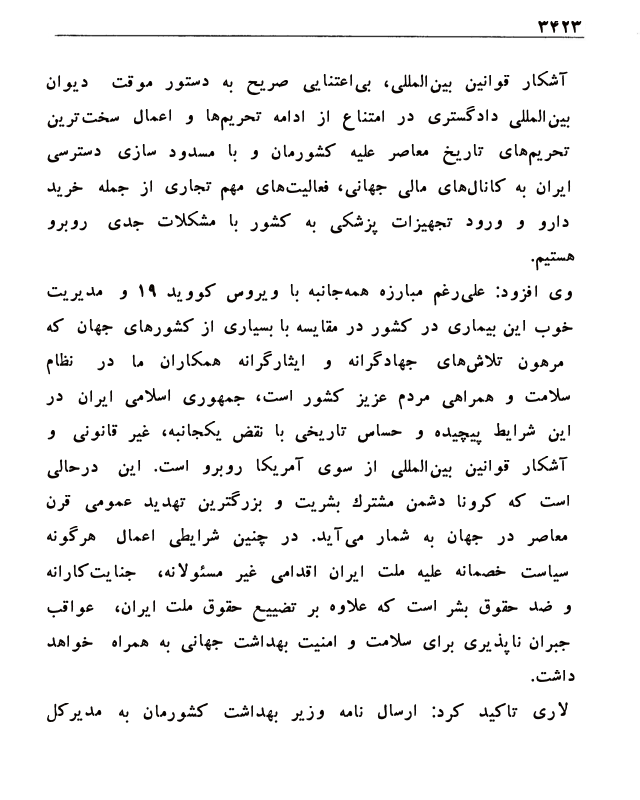 ۳۴۲۳
آشکار قوانین بین‌المللی، بی‌اعتنایی صریح به دستور موقت دیوان
بین‌المللی دادگستری در امتناع از ادامه تحریم‌ها و اعمال سخت‌ترین
تحریم‌های تاریخ معاصر علیه کشورمان و با مسدود سازی دسترسی
ایران به کانال‌های مالی جهانی، فعالیت‌های مهم تجاری از جمله خرید
دارو و ورود تجهیزات پزشکی به کشور با مشکلات جدی روبرو
هستیم.
وی افزود: علی‌رغم مبارزه همه‌جانبه با ویروس کووید ۱۹ و مدیریت
خوب این بیماری در کشور در مقایسه با بسیاری از کشورهای جهان که
مرهون تلاش‌های جهادگرانه و ایثارگرانه همکاران ما در نظام
سلامت و همراهی مردم عزیز کشور است، جمهوری اسلامی ایران در
این شرایط پیچیده و حساس تاریخی با نقض یکجانبه، غیر قانونی و
آشکار قوانین بین‌المللی از سوی آمریکا روبرو است. این درحالی
است که کرونا دشمن مشترك بشریت و بزرگترین تهدید عمومی قرن
معاصر در جهان به شمار می‌آید. در چنین شرایطی اعمال هرگونه
سیاست خصمانه علیه ملت ایران اقدامی غیر مسئولانه، جنایت‌کارانه
و ضد حقوق بشر است که علاوه بر تضییع حقوق ملت ایران، عواقب
جبران ناپذیری برای سلامت و امنیت بهداشت جهانی به همراه خواهد
داشت.
لاری تاکید کرد: ارسال نامه وزیر بهداشت کشورمان به مدیرکل